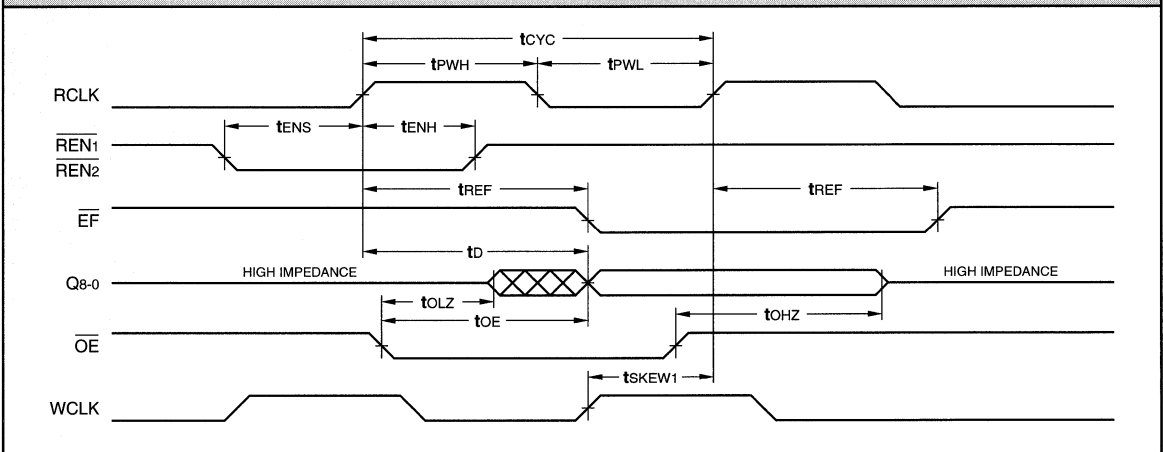 tCYC
tPWH tPWL
RCLK
tENS tENH
REN1
REN2
tREF tREF
EF
tD
HIGH IMPEDANCE HIGH IMPEDANCE
Q8-0
tOLZ tOHZ
tOE
OE
tSKEW1
WCLK